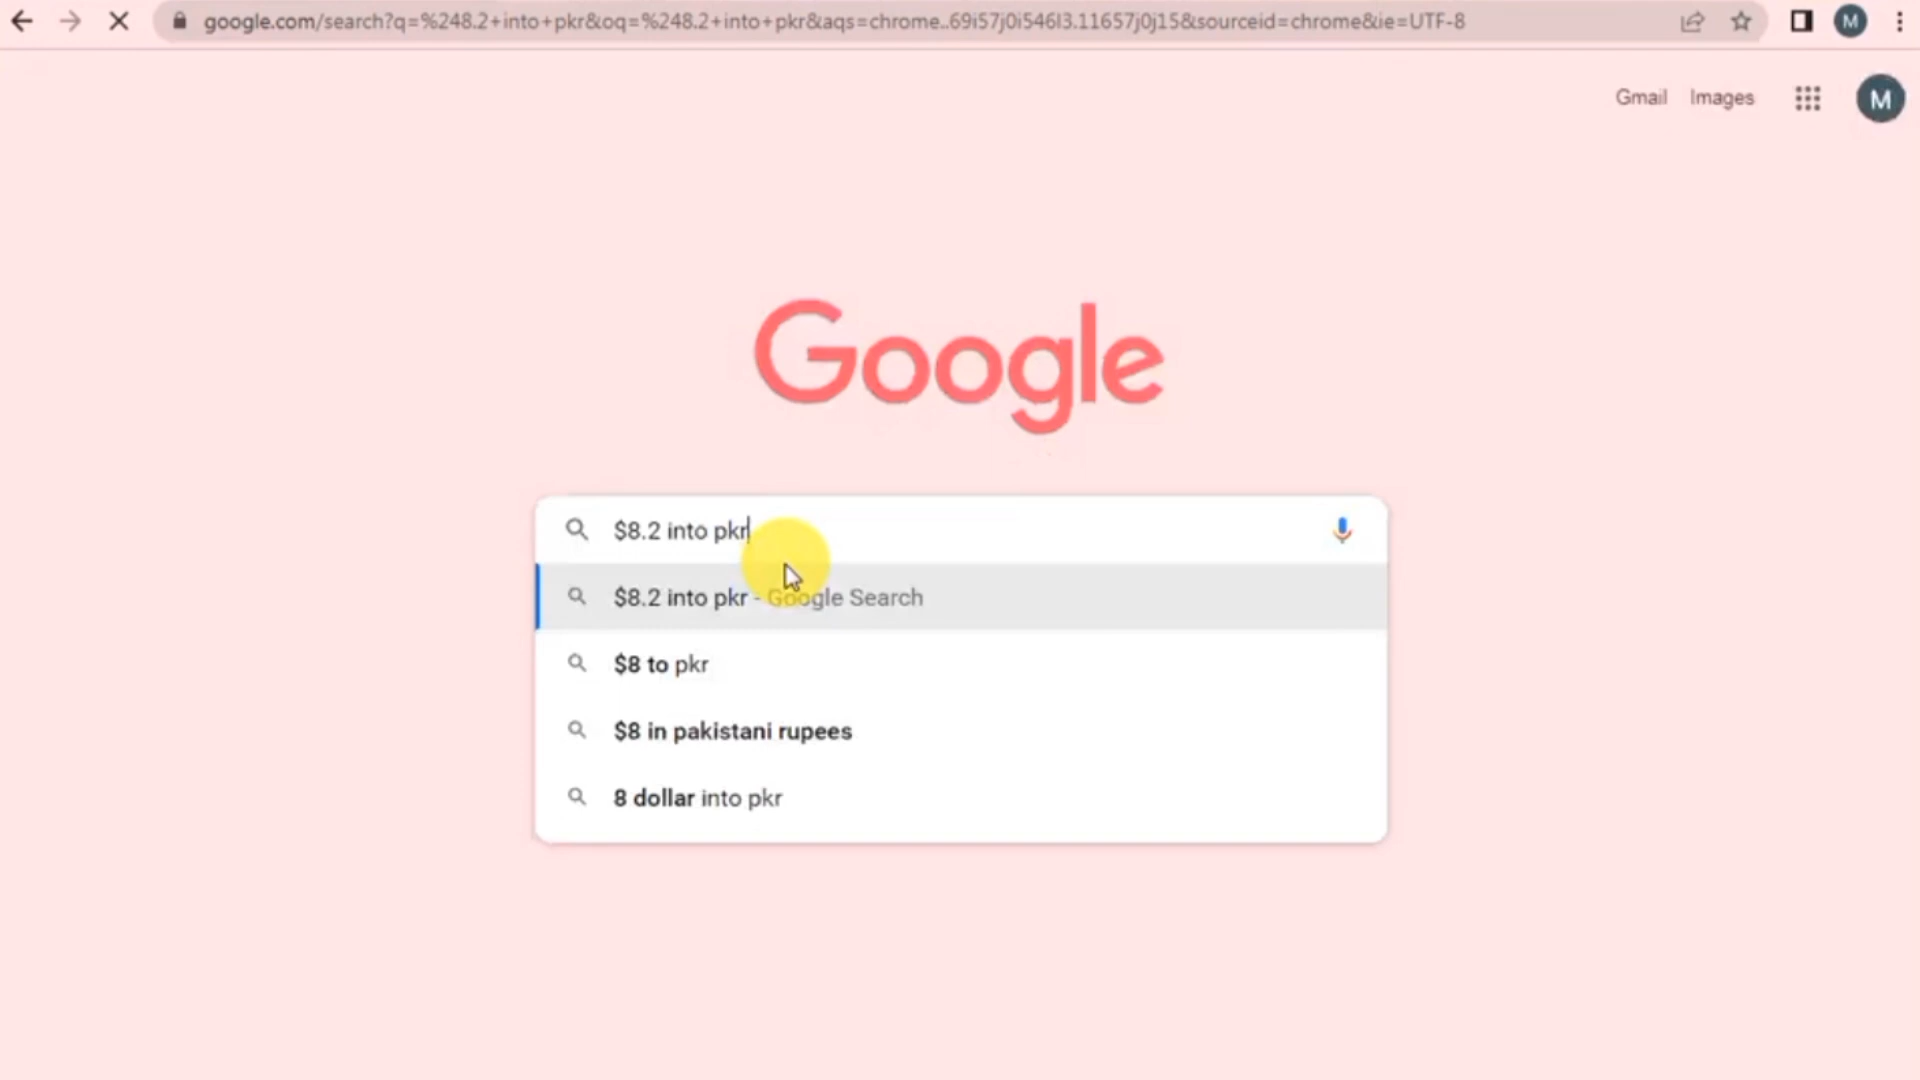 google.com/search?q=%248.2+into+pkr&oq=%248.2+into+pkr&aqs=chrome..69i57j0i546l3.11657j0j15&sourceid=chrome&ie=UTF-8
M
Gmail Images
M
Google
$8.2 into pkr
$8.2 into pkr - Google Search
$8 to pkr
$8 in pakistani rupees
8 dollar into pkr